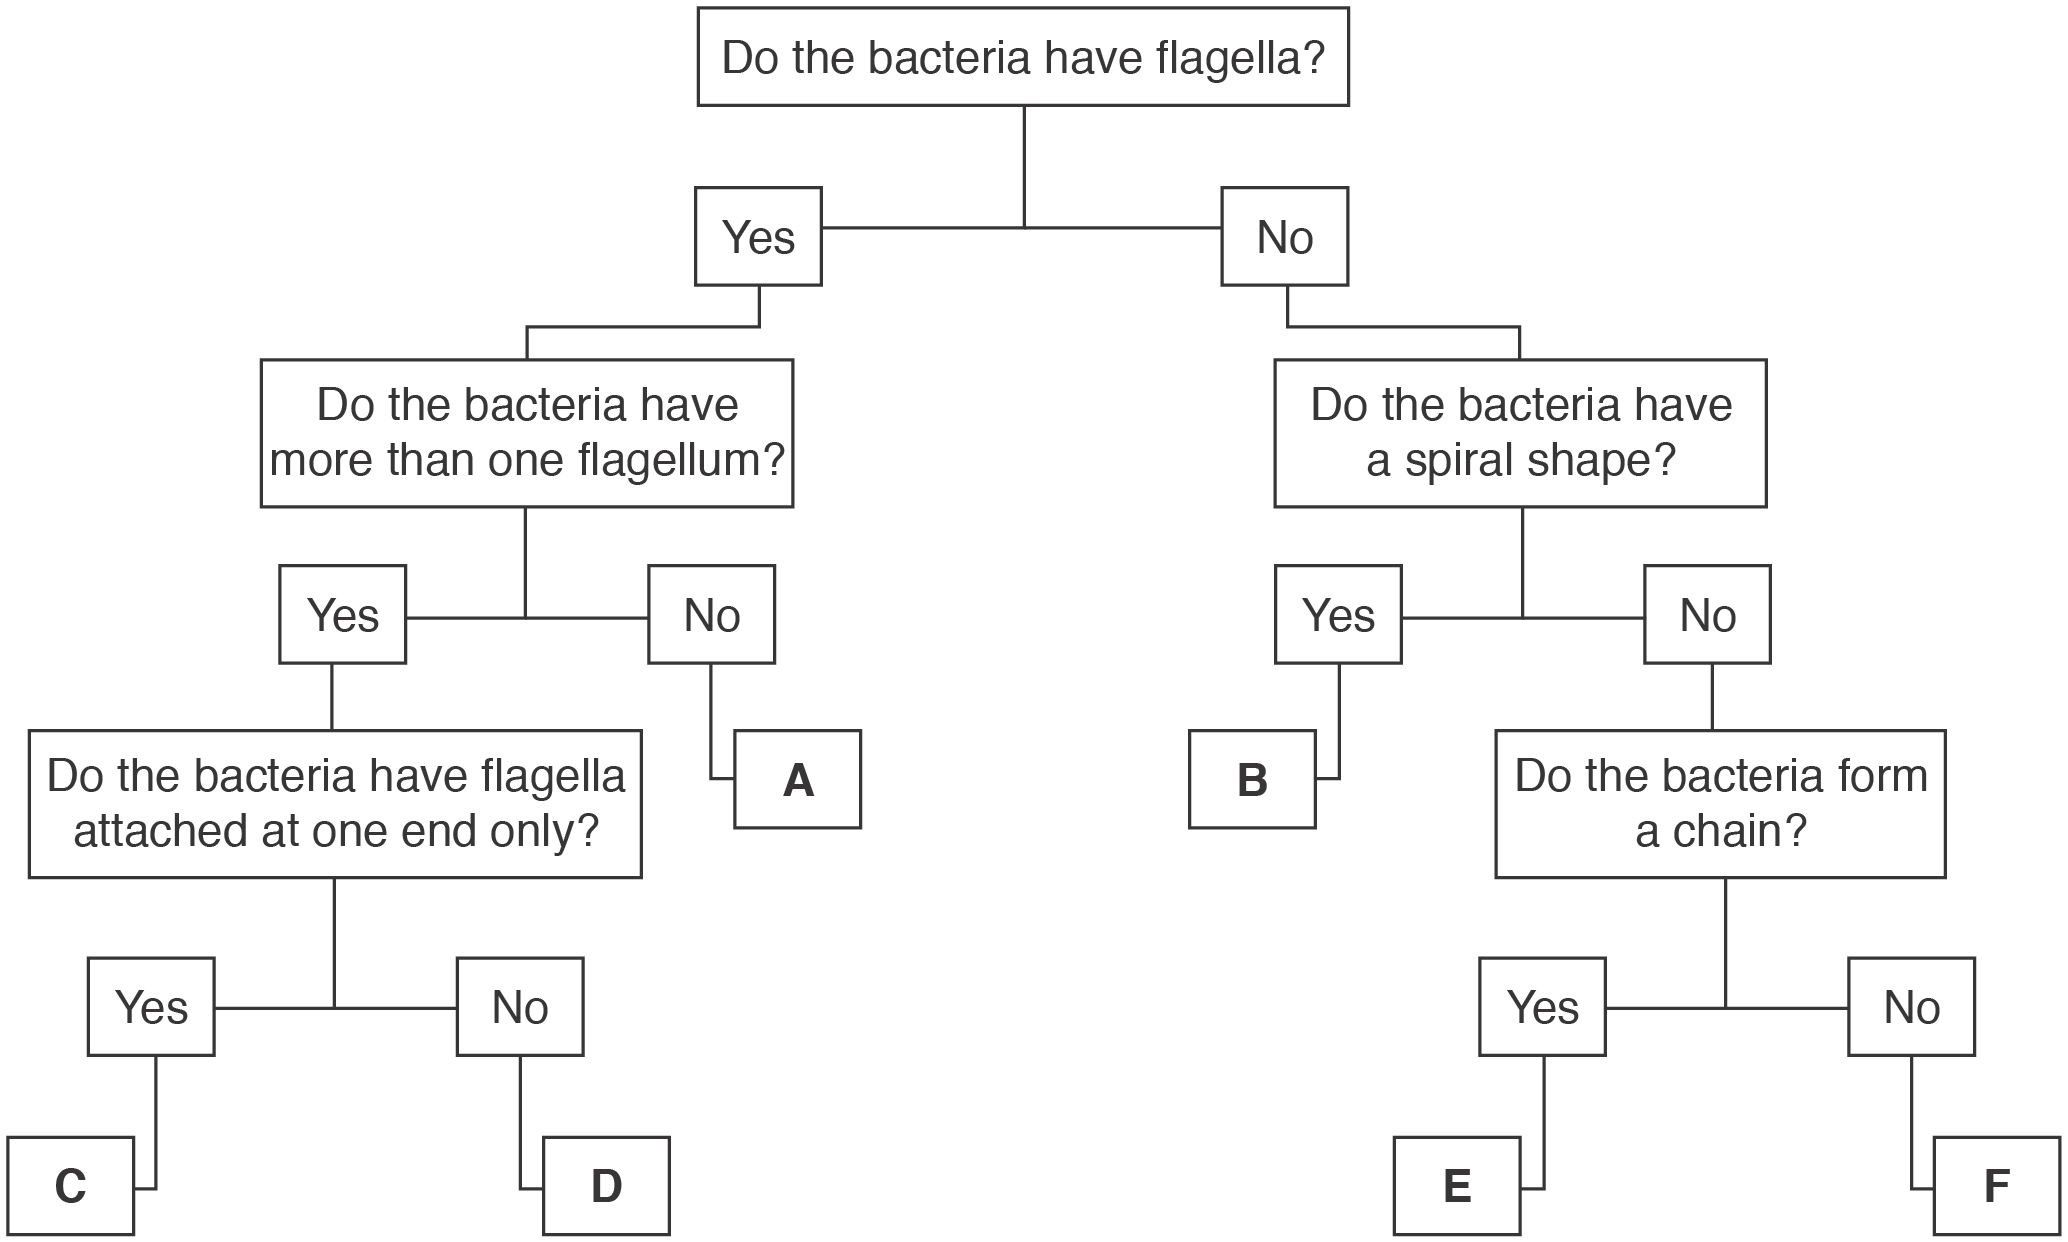 Do the bacteria have flagella?
Yes
No
Do the bacteria have
more than one flagellum?
Do the bacteria have
a spiral shape?
Yes
No
Yes
No
Do the bacteria have flagella
attached at one end only?
A
B
Do the bacteria form
a chain?
Yes
No
Yes
No
C
D
E
F